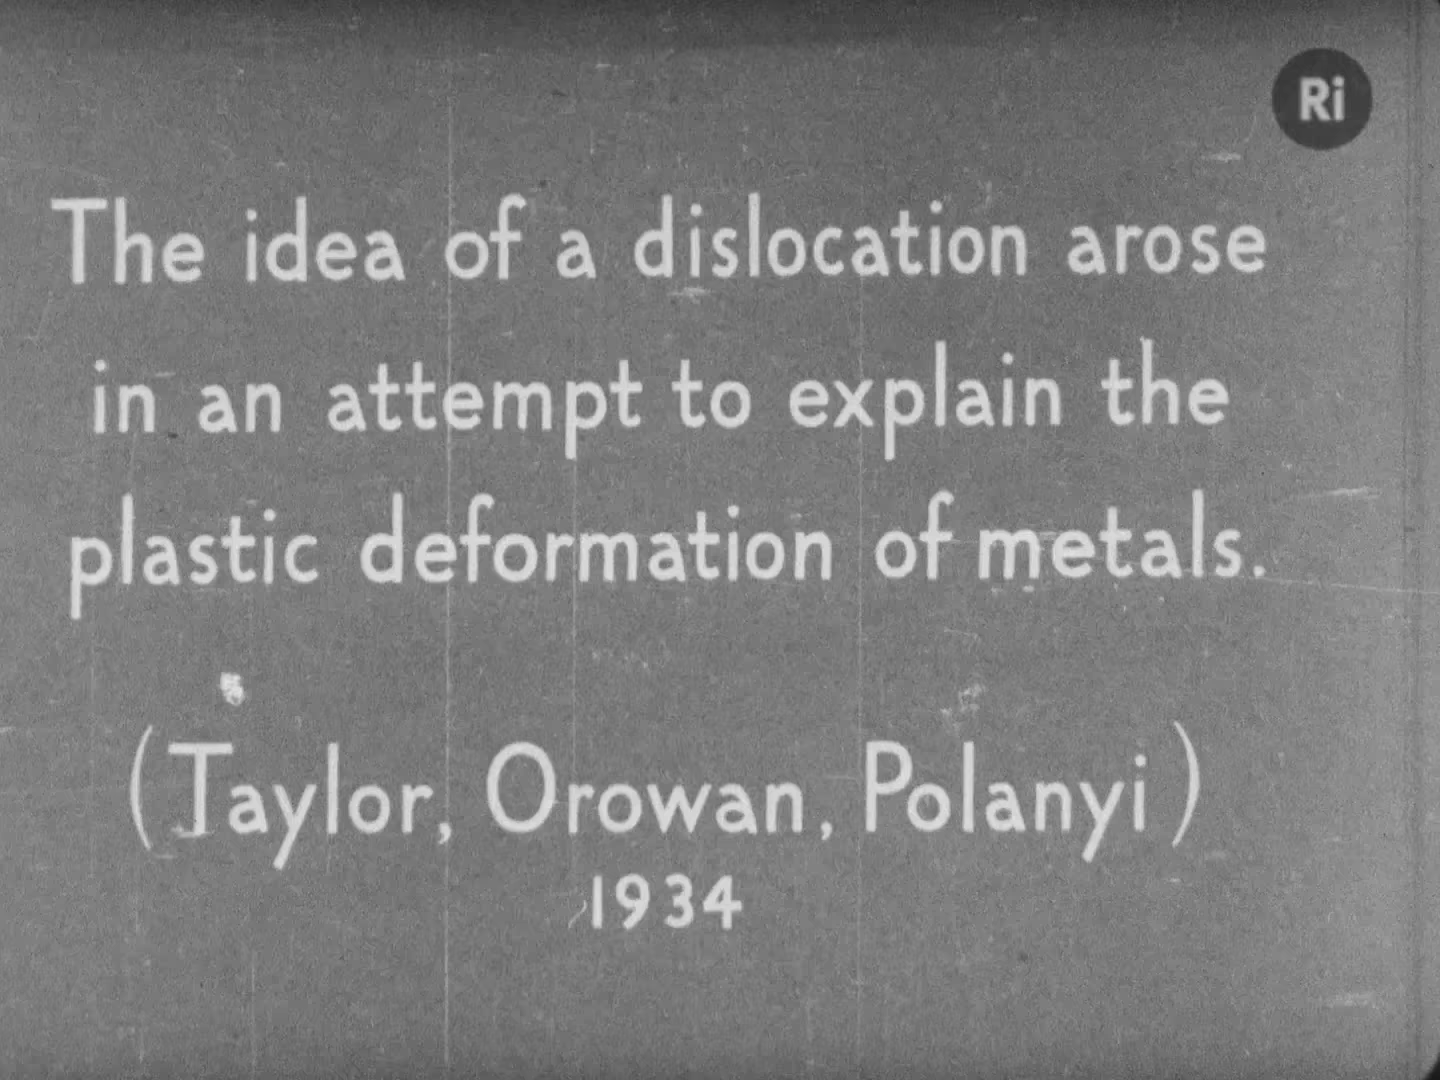 Ri
The idea of a dislocation arose
in an attempt to explain the
plastic deformation of metals.
(Taylor, Orowan, Polanyi)
1934